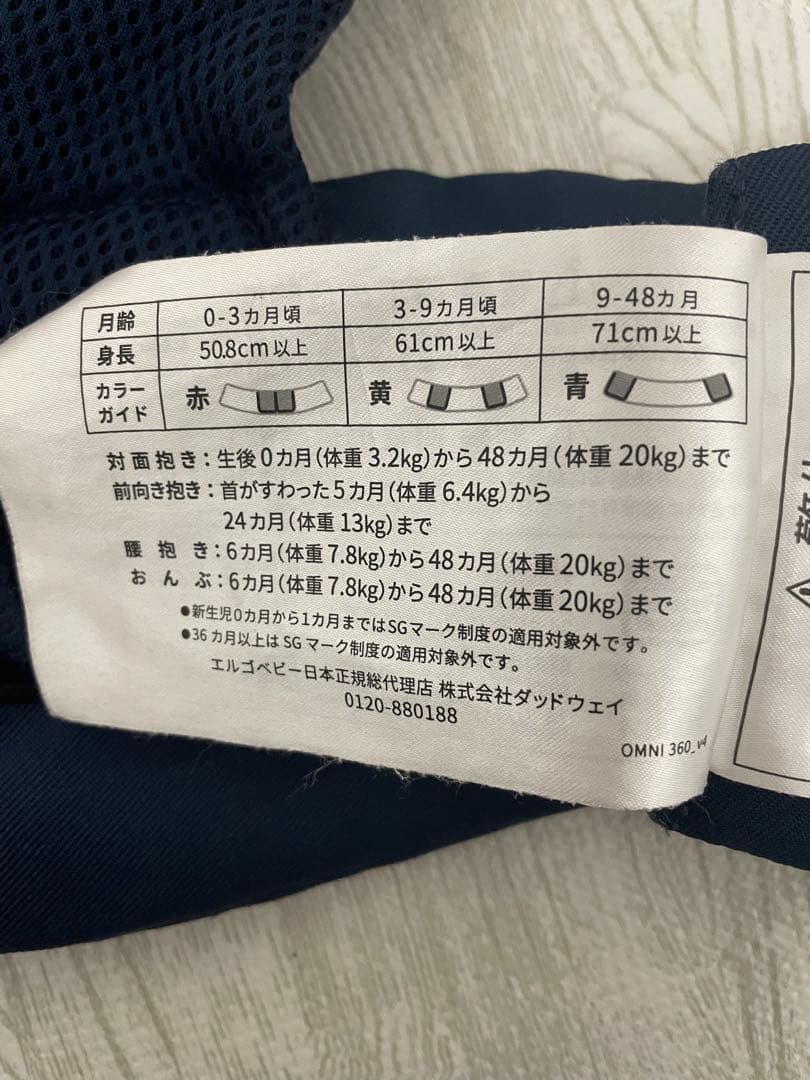 月齢 0-3カ月頃 3-9カ月頃 9-48カ月
身長 50.8cm以上 61cm以上 71cm以上
カラーガイド 赤 黄 青
対面抱き：生後0カ月(体重3.2kg)から48カ月(体重20kg)まで
前向き抱き：首がすわった5カ月(体重6.4kg)から
24カ月(体重13kg)まで
腰抱き：6カ月(体重7.8kg)から48カ月(体重20kg)まで
おんぶ：6カ月(体重7.8kg)から48カ月(体重20kg)まで
●新生児0カ月から1カ月まではSGマーク制度の適用対象外です。
●36カ月以上はSGマーク制度の適用対象外です。
エルゴベビー日本正規総代理店 株式会社ダッドウェイ
0120-880188
OMNI 360_v4